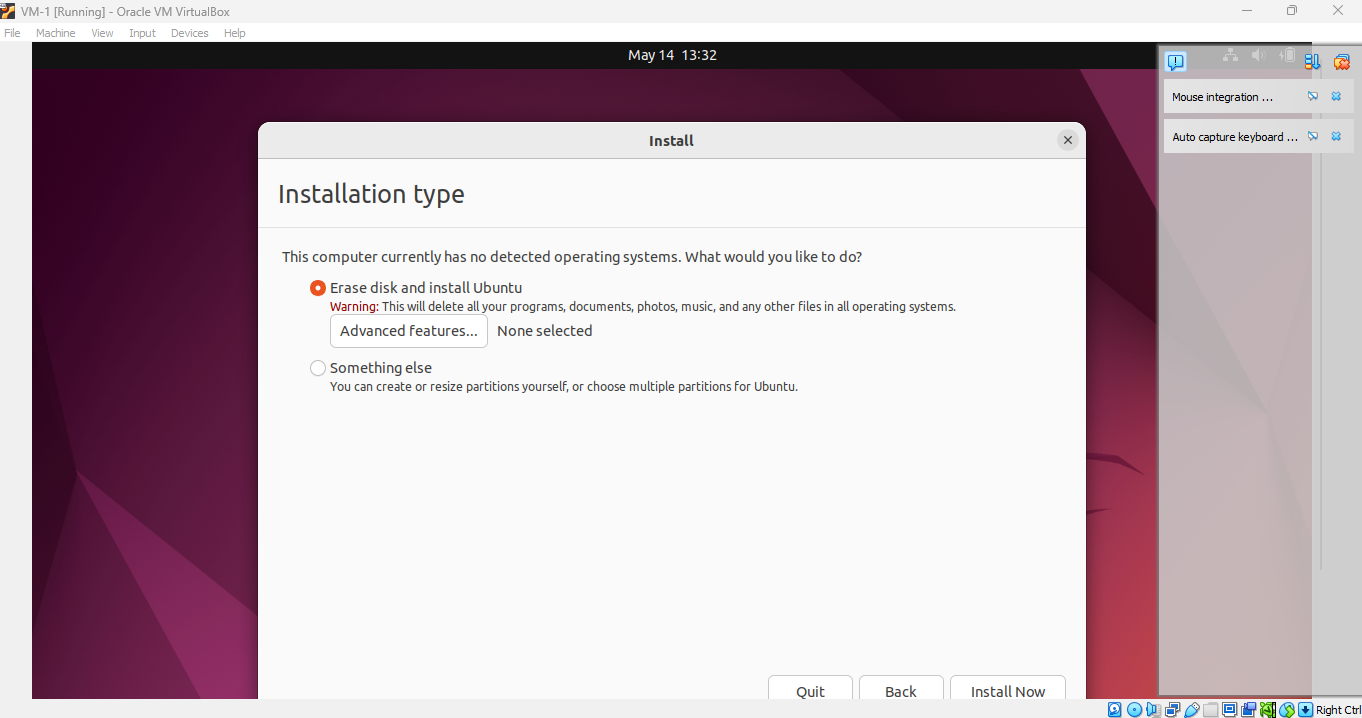 VM-1 [Running] - Oracle VM VirtualBox
File Machine View Input Devices Help
May 14 13:32
Mouse integration ...
Auto capture keyboard ...
Install
Installation type
This computer currently has no detected operating systems. What would you like to do?
Erase disk and install Ubuntu
Warning: This will delete all your programs, documents, photos, music, and any other files in all operating systems.
Advanced features... None selected
Something else
You can create or resize partitions yourself, or choose multiple partitions for Ubuntu.
Quit Back Install Now
Right Ctrl